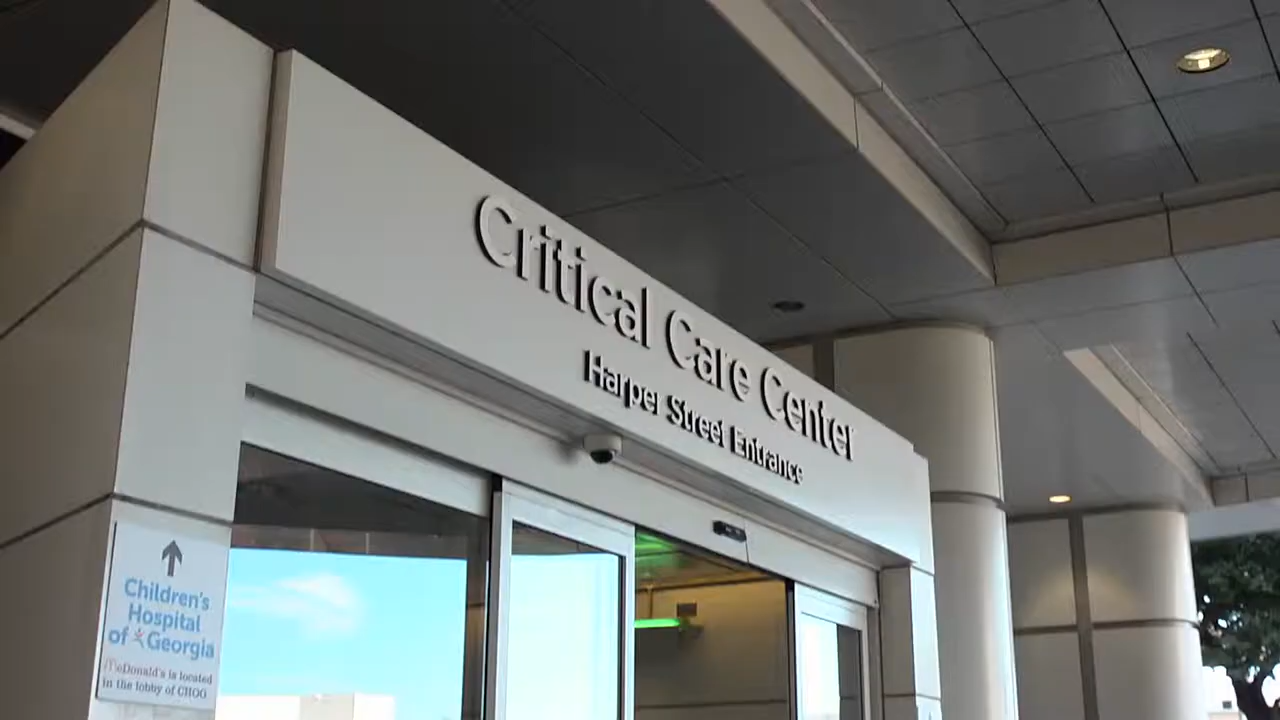 Critical Care Center
Harper Street Entrance
Children's
Hospital
of Georgia
McDonald's is located
in the lobby of CHOG